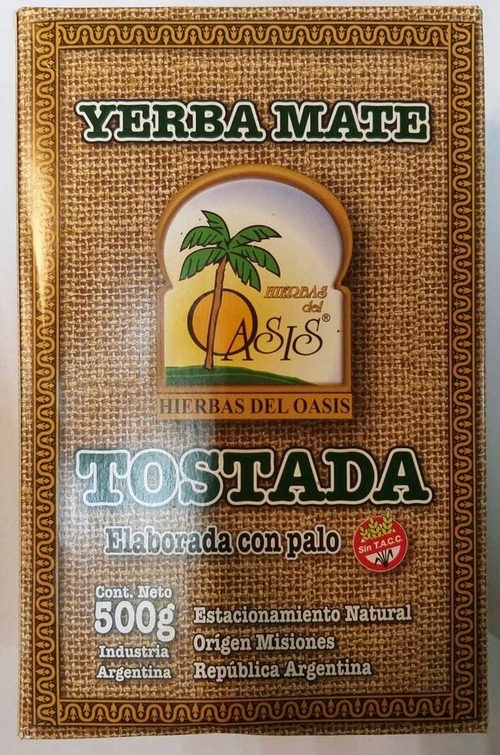 YERBA MATE
HIERBAS
del
OASIS®
HIERBAS DEL OASIS
TOSTADA
Elaborada con palo
Sin T.A.C.C.
Cont. Neto
500g
Industria
Argentina
Estacionamiento Natural
Orígen Misiones
República Argentina